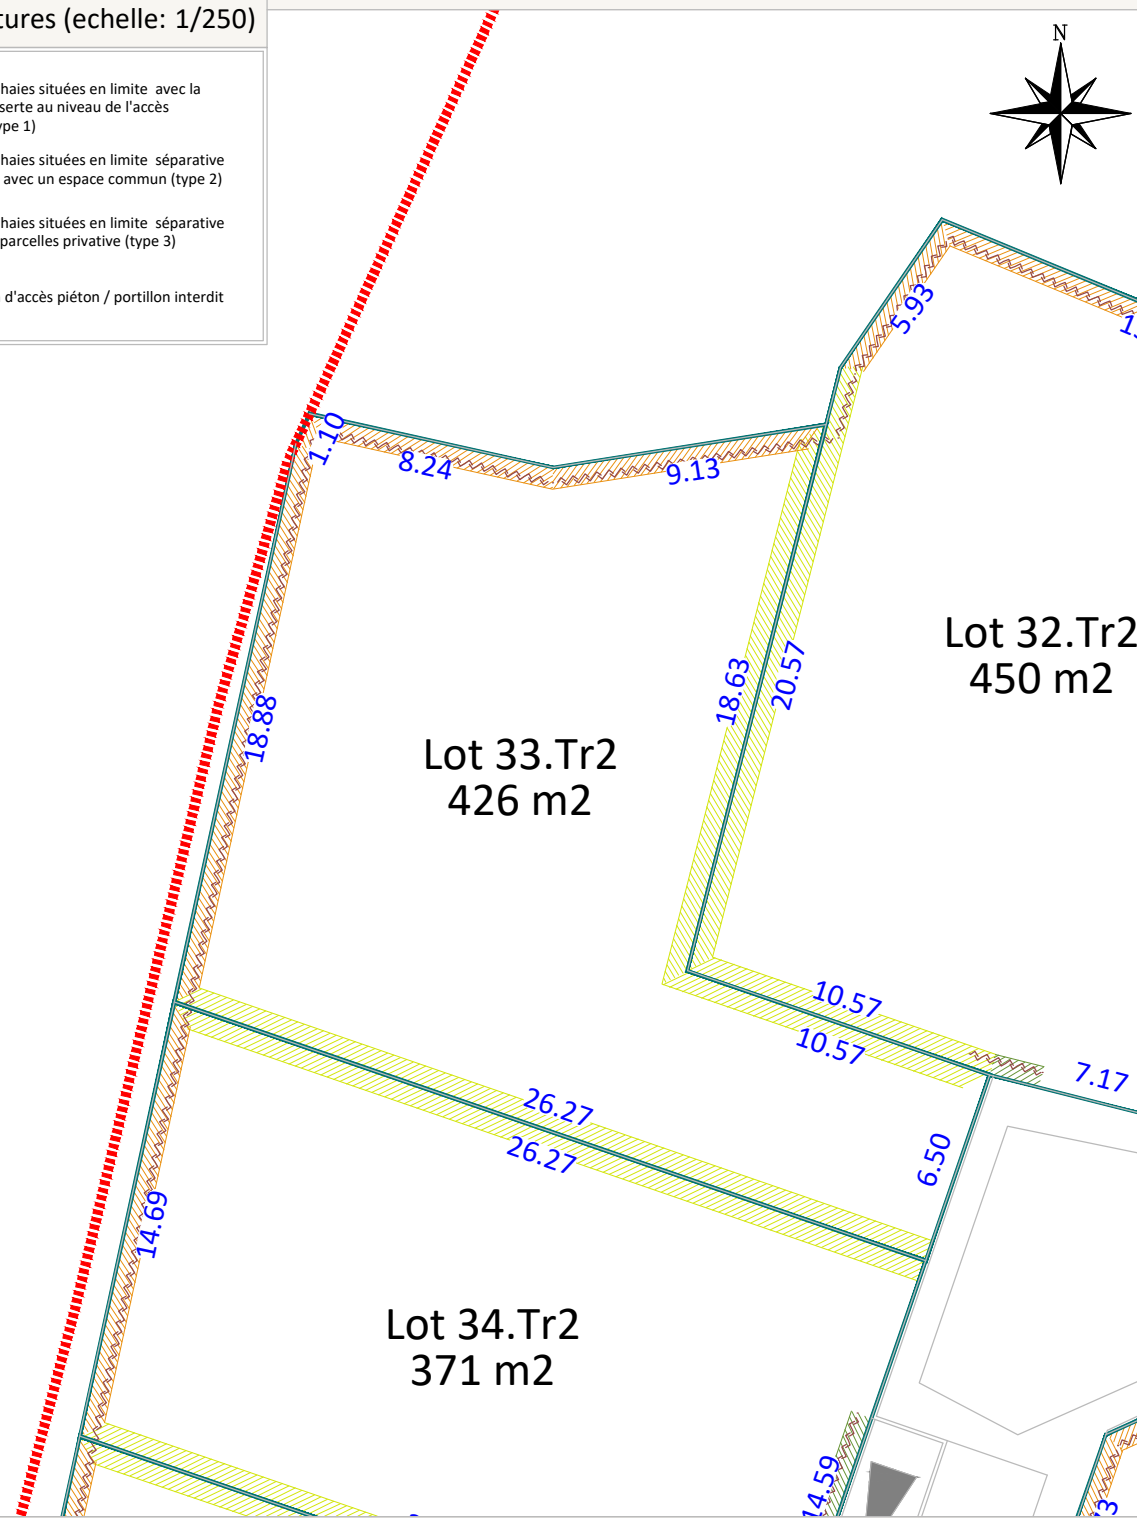 tures (echelle: 1/250)
haies situées en limite avec la
serte au niveau de l'accès
ype 1)
haies situées en limite séparative
avec un espace commun (type 2)
haies situées en limite séparative
parcelles privative (type 3)
d'accès piéton / portillon interdit
N
5.93
1.10
8.24
9.13
18.88
18.63
20.57
Lot 32.Tr2
450 m2
Lot 33.Tr2
426 m2
10.57
10.57
7.17
26.27
26.27
6.50
14.69
Lot 34.Tr2
371 m2
14.59